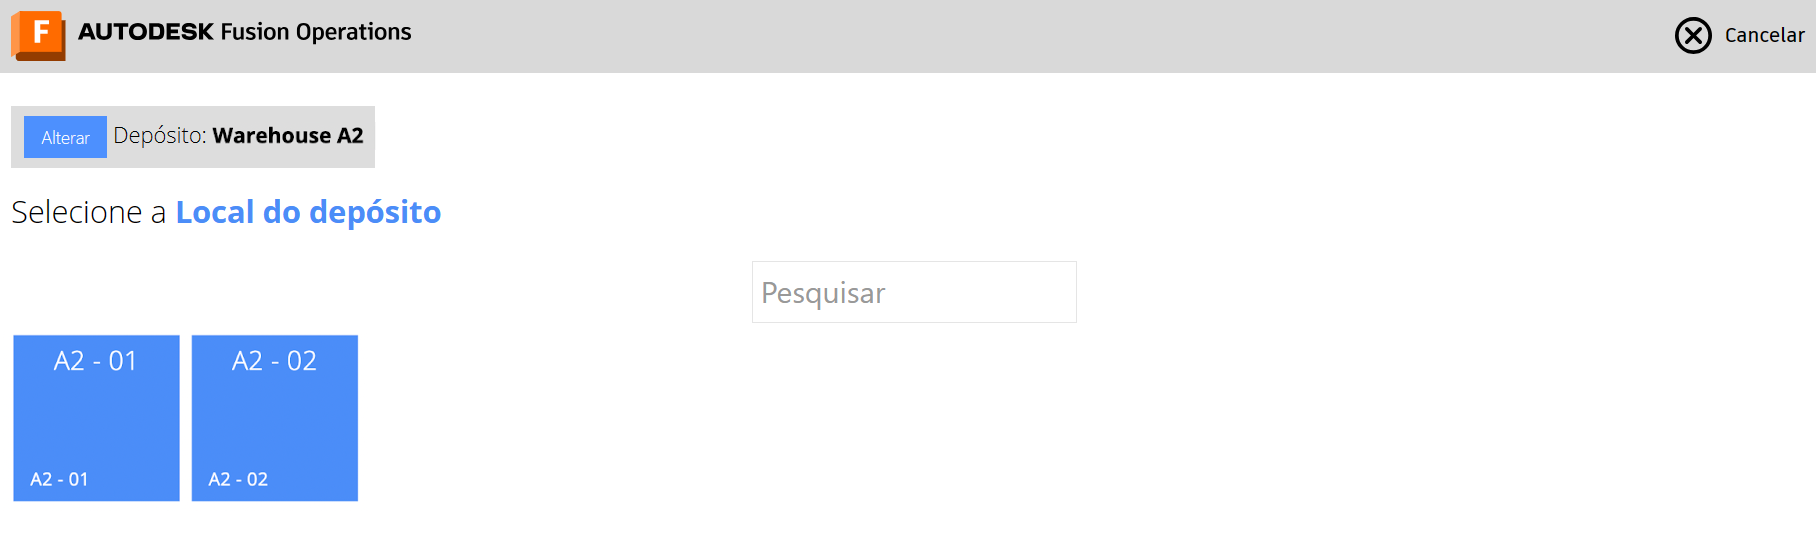 F AUTODESK Fusion Operations
Cancelar
Alterar Depósito: Warehouse A2
Selecione a Local do depósito
Pesquisar
A2 - 01
A2 - 01
A2 - 02
A2 - 02